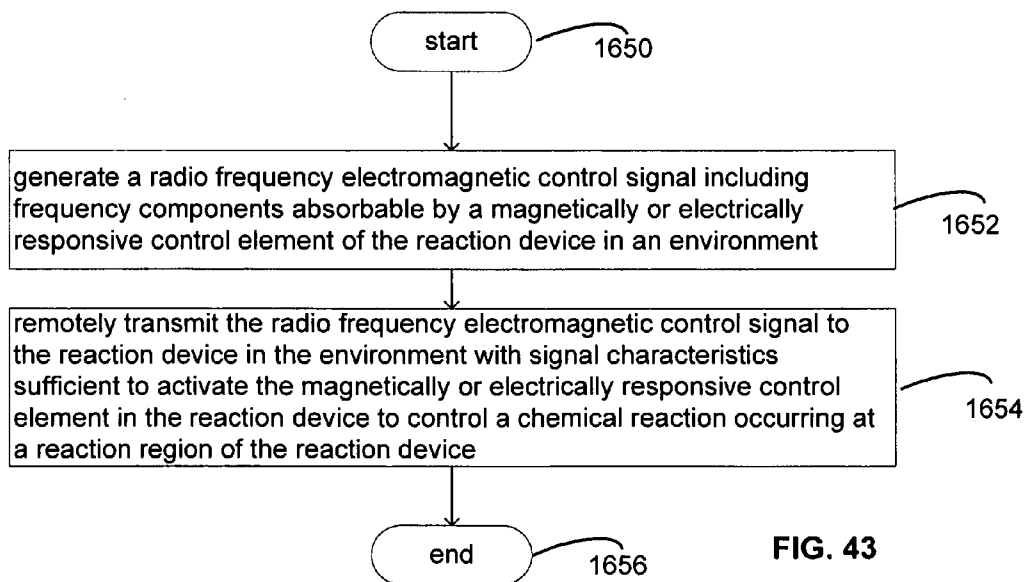 start
1650
generate a radio frequency electromagnetic control signal including
frequency components absorbable by a magnetically or electrically
responsive control element of the reaction device in an environment
1652
remotely transmit the radio frequency electromagnetic control signal to
the reaction device in the environment with signal characteristics
sufficient to activate the magnetically or electrically responsive control
element in the reaction device to control a chemical reaction occurring at
a reaction region of the reaction device
1654
end
1656
FIG. 43